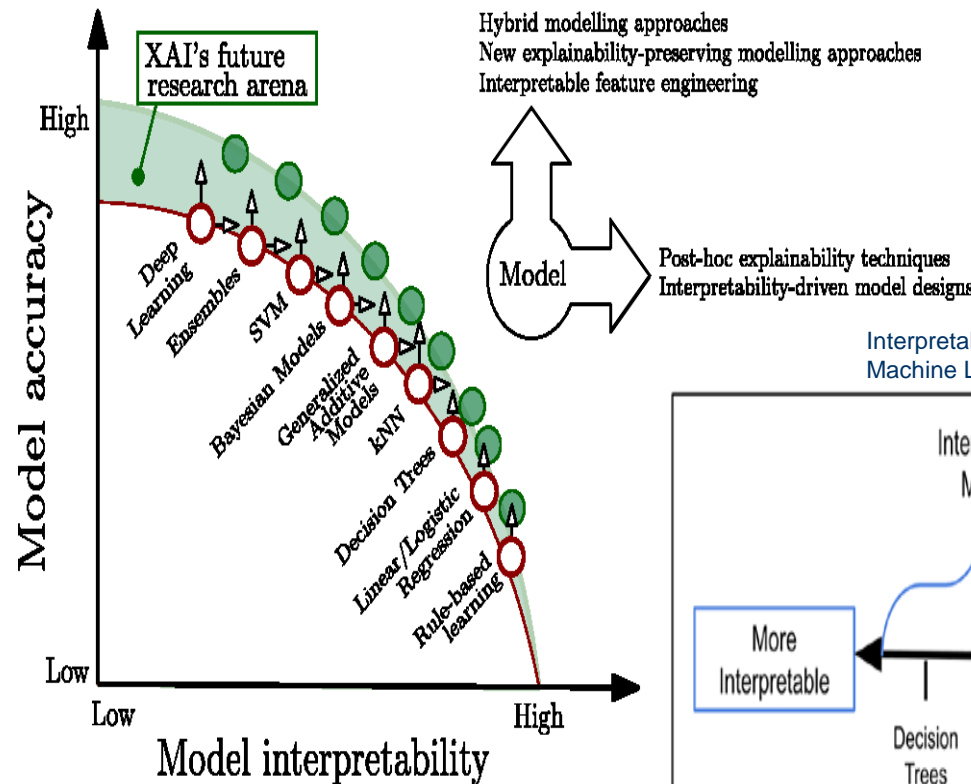 XAI's future
research arena
High
Low
Low
High
Model accuracy
Model interpretability
Deep
Learning
Ensembles
SVM
Bayesian Models
Generalized
Additive
Models
kNN
Decision Trees
Linear/Logistic
Regression
Rule-based
learning
Hybrid modelling approaches
New explainability-preserving modelling approaches
Interpretable feature engineering
Model
Post-hoc explainability techniques
Interpretability-driven model designs
Machine
More
Interpretable
Decision
Trees